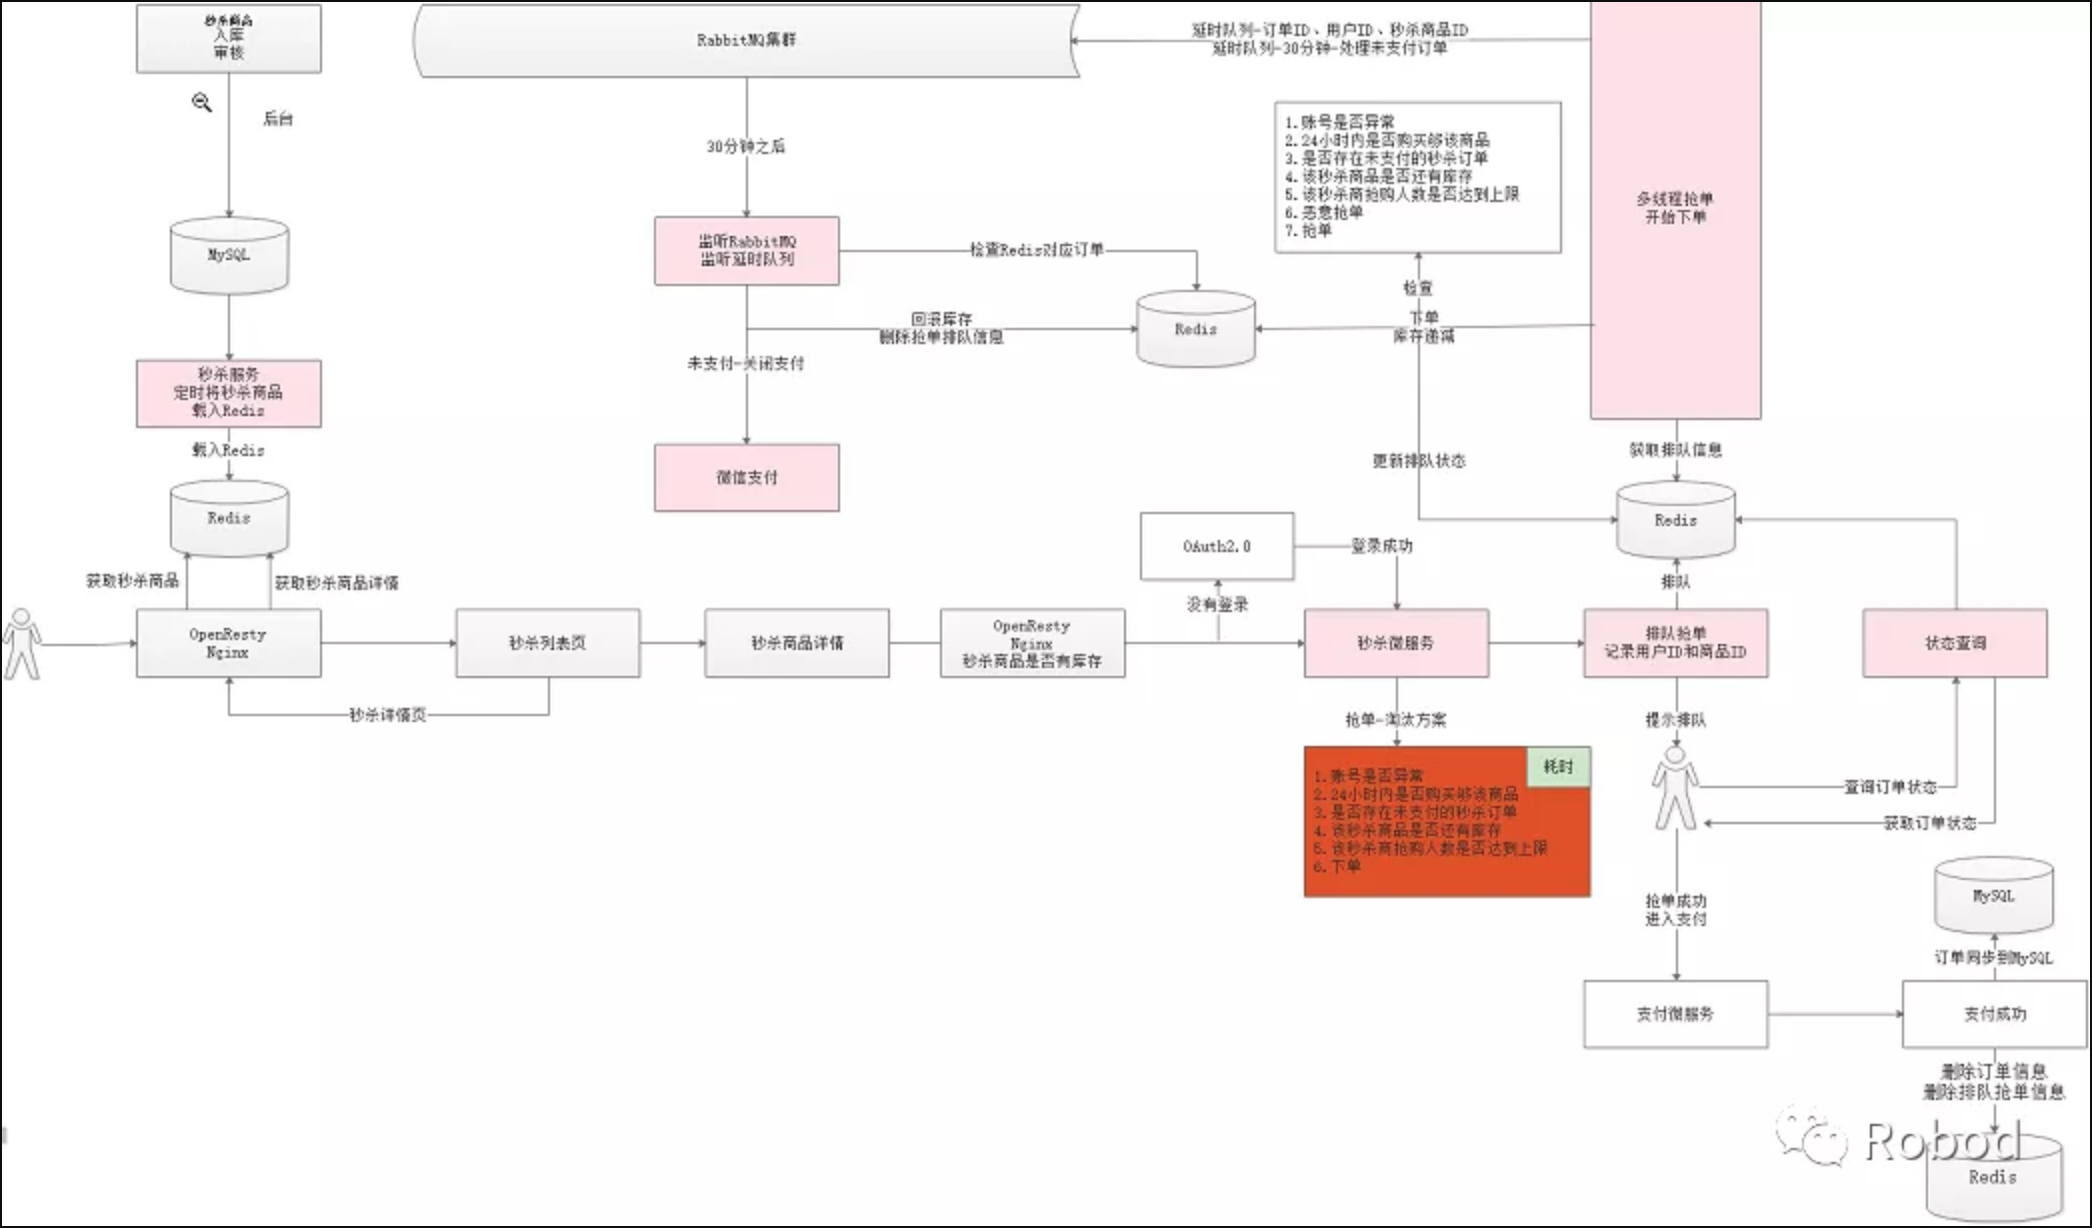 秒杀商品
入库
审核
RabbitMQ集群
延时队列-订单ID、用户ID、秒杀商品ID
延时队列-30分钟-处理未支付订单
后台
30分钟之后
1.账号是否异常
2.24小时内是否购买够该商品
3.是否存在未支付的秒杀订单
4.该秒杀商品是否还有库存
5.该秒杀商抢购人数是否达到上限
6.恶意抢单
7.抢单
多线程抢单
开始下单
MySQL
监听RabbitMQ
监听延时队列
检查Redis对应订单
检查
回滚库存
删除抢单排队信息
Redis
下单
库存递减
未支付-关闭支付
秒杀服务
定时将秒杀商品
载入Redis
载入Redis
微信支付
更新排队状态
获取排队信息
Redis
Redis
OAuth2.0
登录成功
没有登录
排队
获取秒杀商品
获取秒杀商品详情
OpenResty
Nginx
秒杀列表页
秒杀商品详情
OpenResty
Nginx
秒杀商品是否有库存
秒杀微服务
排队抢单
记录用户ID和商品ID
状态查询
秒杀详情页
抢单-淘汰方案
提示排队
耗时
1.账号是否异常
2.24小时内是否购买够该商品
3.是否存在未支付的秒杀订单
4.该秒杀商品是否还有库存
5.该秒杀商抢购人数是否达到上限
6.下单
查询订单状态
获取订单状态
抢单成功
进入支付
MySQL
订单同步到MySQL
支付微服务
支付成功
删除订单信息
删除排队抢单信息
Robod
Redis